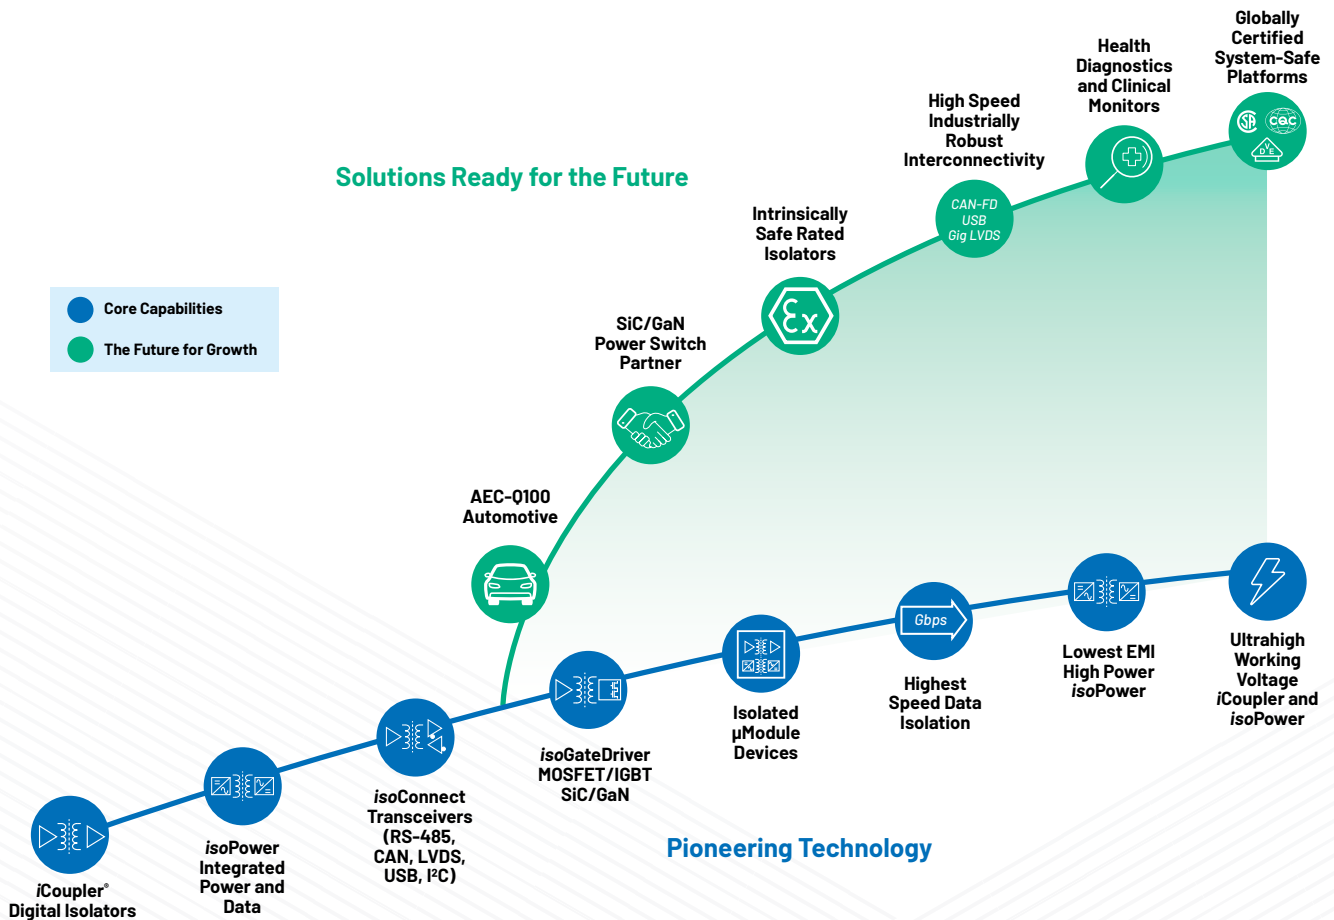 Globally
Certified
System-Safe
Platforms
Health
Diagnostics
and Clinical
Monitors
High Speed
Industrially
Robust
Interconnectivity
SA
CQC
VDE
CAN-FD
USB
Gig LVDS
Solutions Ready for the Future
Intrinsically
Safe Rated
Isolators
Ex
Core Capabilities
The Future for Growth
SiC/GaN
Power Switch
Partner
AEC-Q100
Automotive
Gbps
Ultrahigh
Working
Voltage
iCoupler and
isoPower
Lowest EMI
High Power
isoPower
Highest
Speed Data
Isolation
Isolated
µModule
Devices
isoGateDriver
MOSFET/IGBT
SiC/GaN
isoConnect
Transceivers
(RS-485,
CAN, LVDS,
USB, I²C)
isoPower
Integrated
Power and
Data
iCoupler®
Digital Isolators
Pioneering Technology